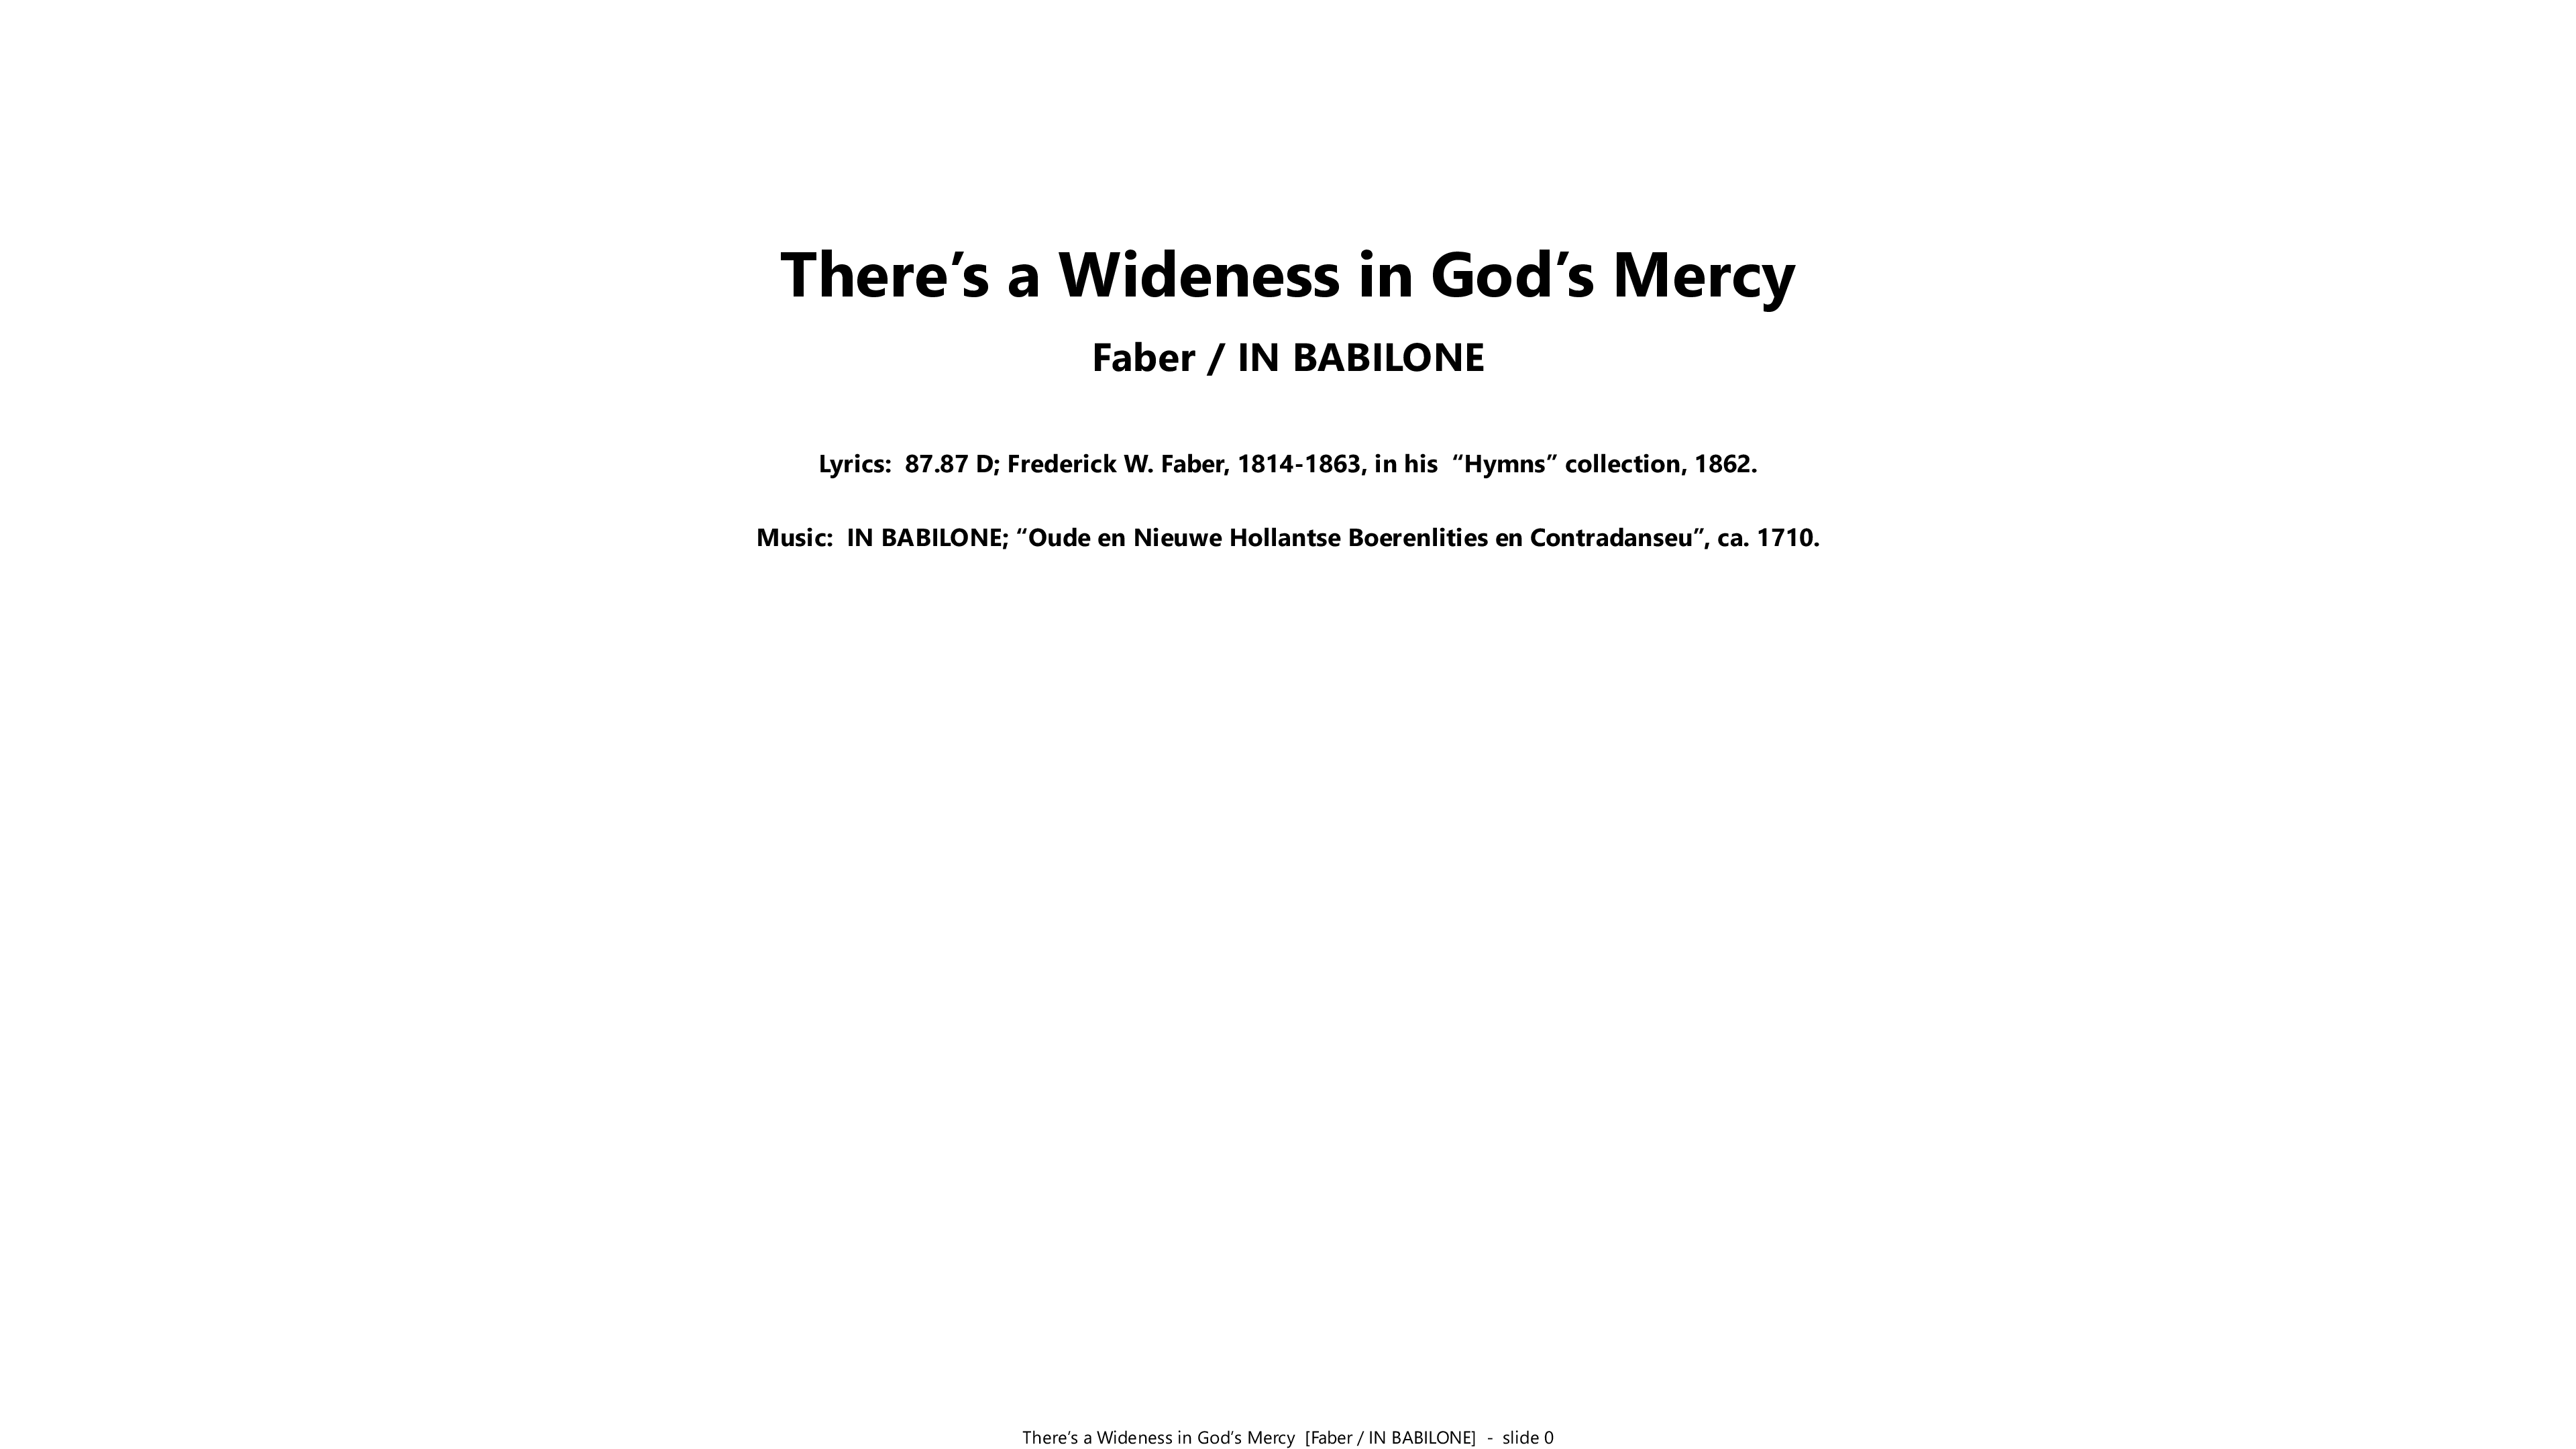 There’s a Wideness in God’s Mercy
Faber / IN BABILONE
Lyrics:  87.87 D; Frederick W. Faber, 1814-1863, in his  “Hymns” collection, 1862.
Music:  IN BABILONE; “Oude en Nieuwe Hollantse Boerenlities en Contradanseu”, ca. 1710.
There’s a Wideness in God’s Mercy  [Faber / IN BABILONE]  -  slide 0